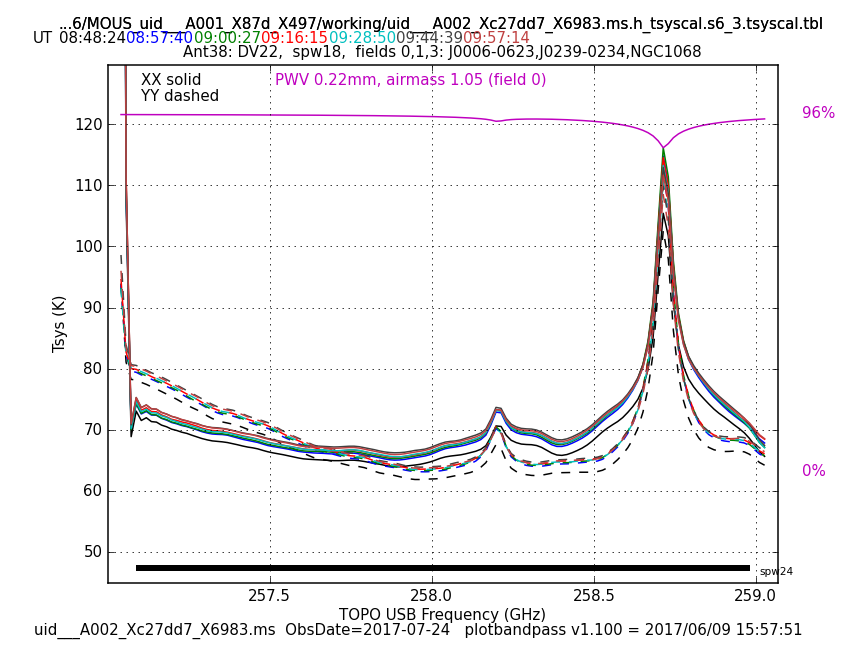 ...6/MOUS_uid___A001_X87d_X497/working/uid___A002_Xc27dd7_X6983.ms.h_tsyscal.s6_3.tsyscal.tbl
UT 08:48:24 08:57:40 09:00:27 09:16:15 09:28:50 09:44:39 09:57:14
Ant38: DV22, spw18, fields 0,1,3: J0006-0623,J0239-0234,NGC1068
XX solid
PWV 0.22mm, airmass 1.05 (field 0)
YY dashed
96%
120
110
100
90
80
70
60
50
Tsys (K)
0%
spw24
257.5 258.0 258.5 259.0
TOPO USB Frequency (GHz)
uid___A002_Xc27dd7_X6983.ms ObsDate=2017-07-24 plotbandpass v1.100 = 2017/06/09 15:57:51